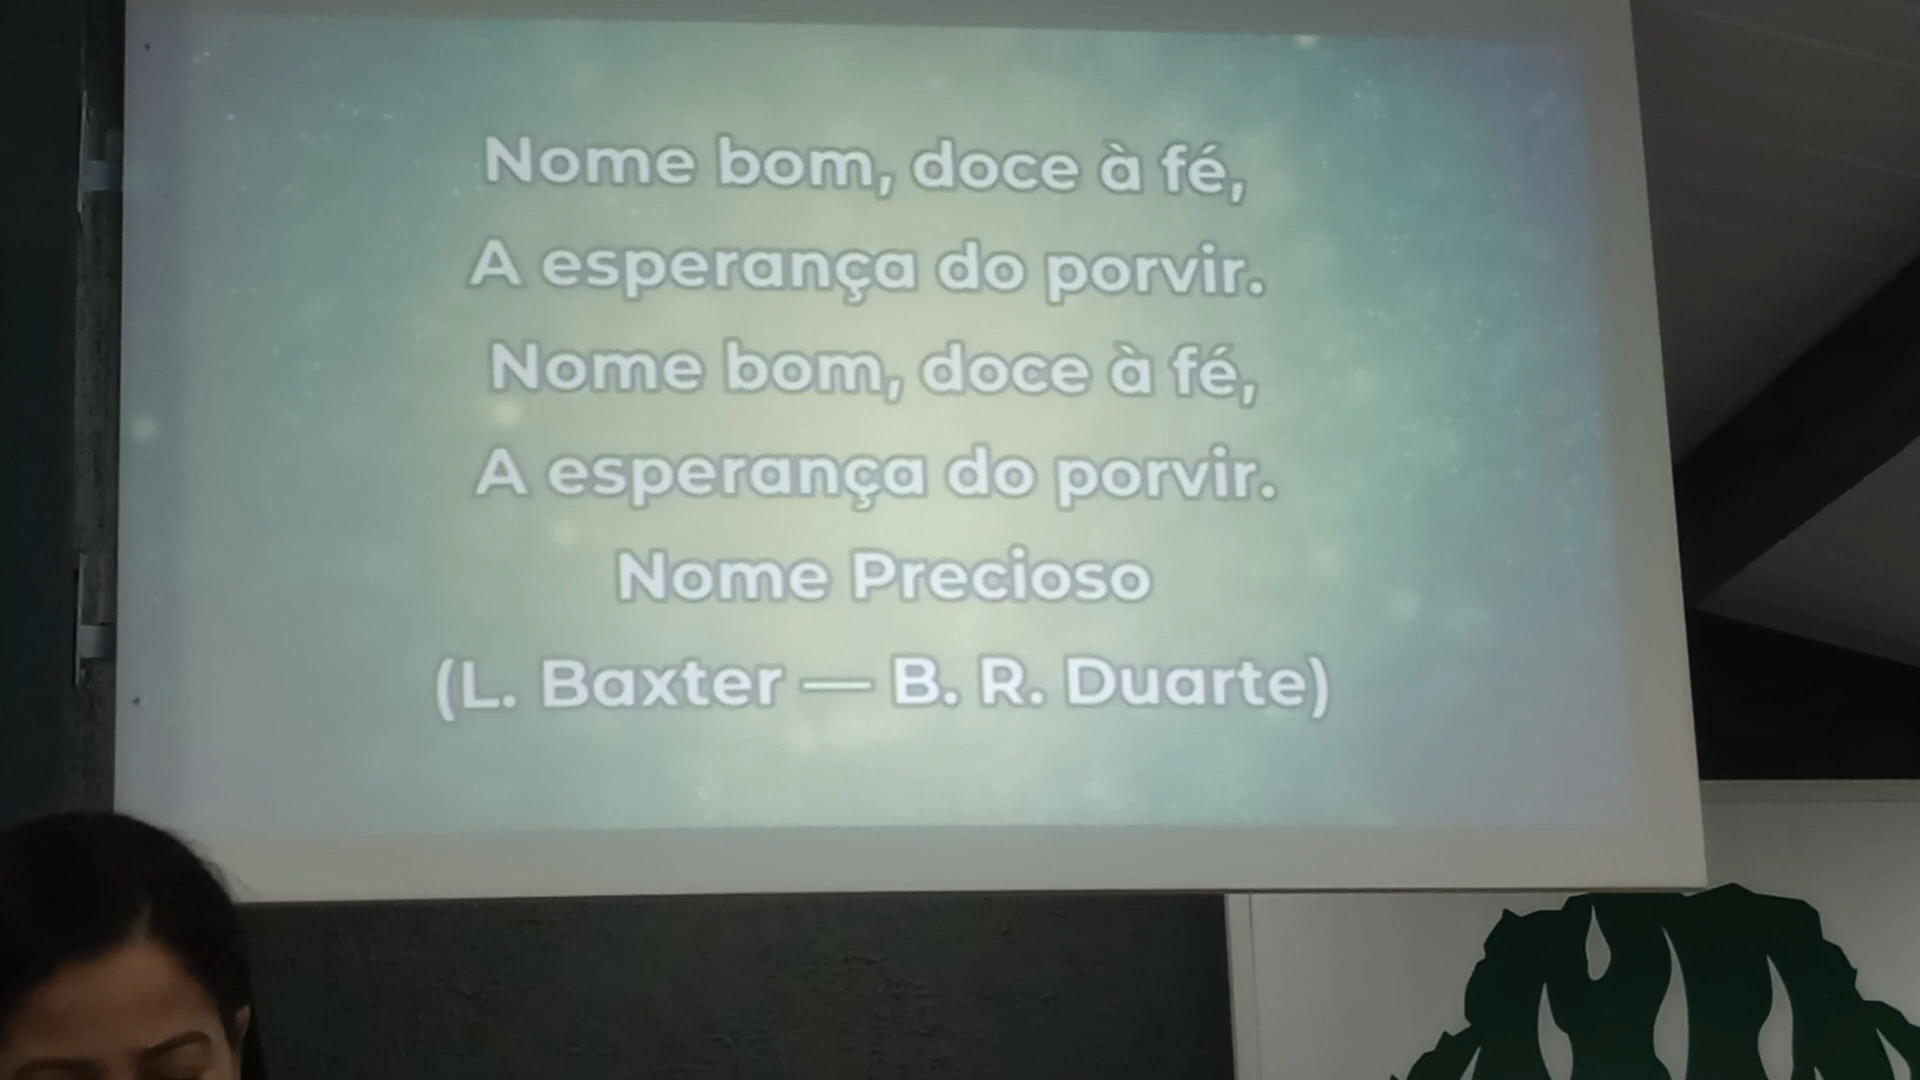 Nome bom, doce à fé,
A esperança do porvir.
Nome bom, doce à fé,
A esperança do porvir.
Nome Precioso
(L. Baxter — B. R. Duarte)